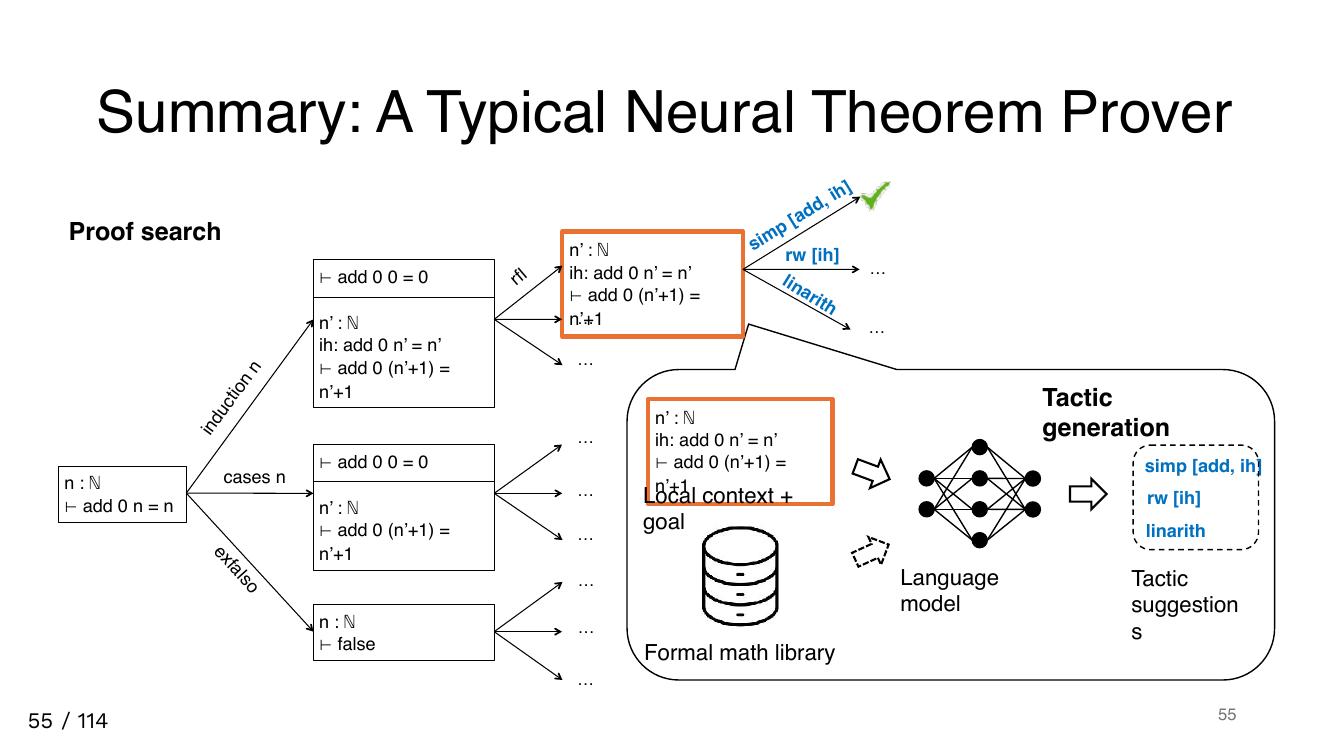 Summary: A Typical Neural Theorem Prover
Proof search
n : ℕ
⊢ add 0 n = n
induction n
cases n
exfalso
⊢ add 0 0 = 0
n’ : ℕ
ih: add 0 n’ = n’
⊢ add 0 (n’+1) =
n’+1
⊢ add 0 0 = 0
n’ : ℕ
⊢ add 0 (n’+1) =
n’+1
n : ℕ
⊢ false
rfl
...
...
...
...
...
...
...
...
n’ : ℕ
ih: add 0 n’ = n’
⊢ add 0 (n’+1) =
n’+1
simp [add, ih]
rw [ih]
linarith
...
...
Tactic
generation
n’ : ℕ
ih: add 0 n’ = n’
⊢ add 0 (n’+1) =
n’+1
Local context +
goal
Formal math library
Language
model
simp [add, ih]
rw [ih]
linarith
Tactic
suggestion
s
55 / 114
55